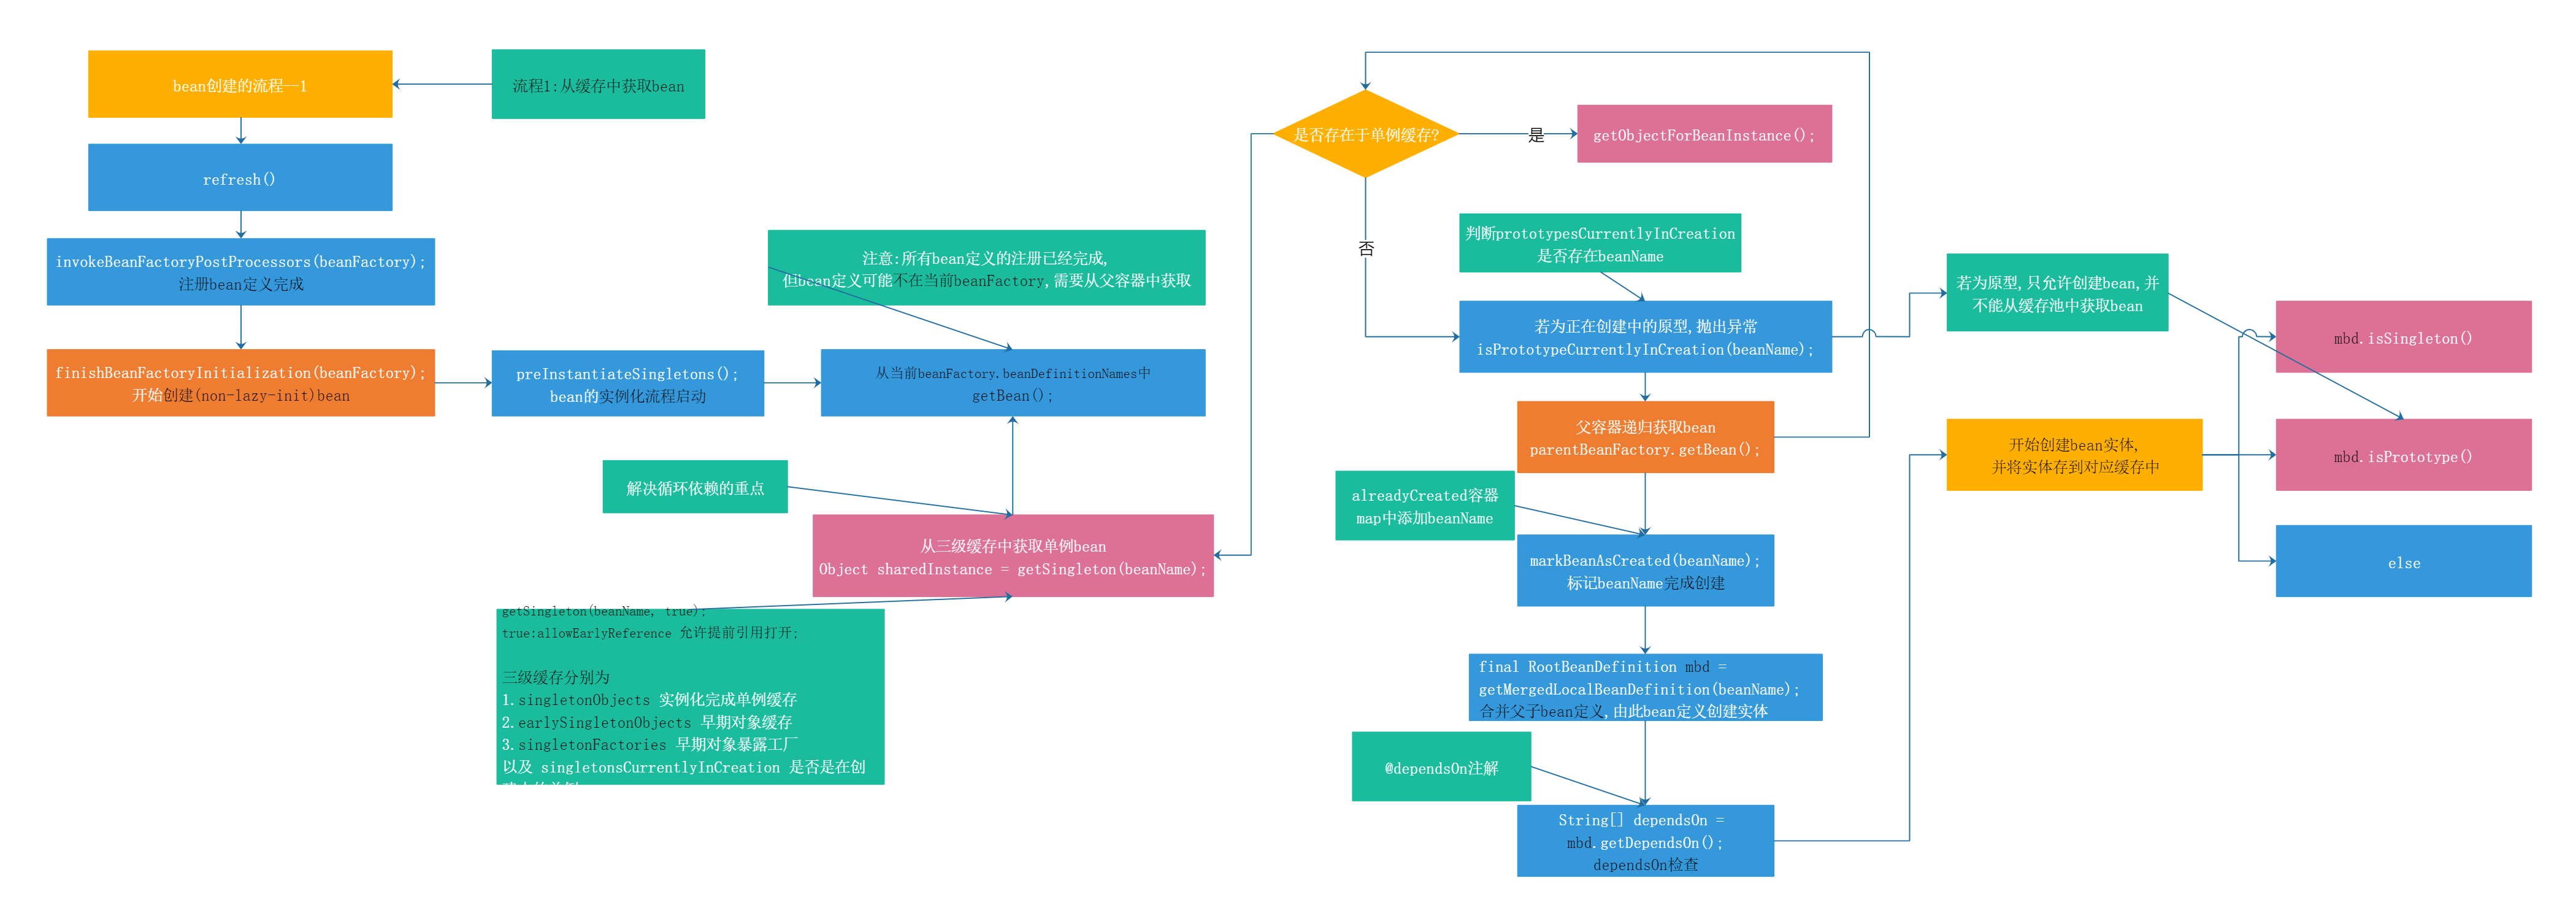 bean创建的流程--1
流程1:从缓存中获取bean
refresh()
invokeBeanFactoryPostProcessors(beanFactory);
注册bean定义完成
finishBeanFactoryInitialization(beanFactory);
开始创建(non-lazy-init)bean
preInstantiateSingletons();
bean的实例化流程启动
注意:所有bean定义的注册已经完成,
但bean定义可能不在当前beanFactory,需要从父容器中获取
从当前beanFactory.beanDefinitionNames中
getBean();
解决循环依赖的重点
从三级缓存中获取单例bean
Object sharedInstance = getSingleton(beanName);
getSingleton(beanName, true);
true:allowEarlyReference 允许提前引用打开;
三级缓存分别为
1.singletonObjects 实例化完成单例缓存
2.earlySingletonObjects 早期对象缓存
3.singletonFactories 早期对象暴露工厂
以及 singletonsCurrentlyInCreation 是否是在创
是否存在于单例缓存?
是
getObjectForBeanInstance();
否
判断prototypesCurrentlyInCreation
是否存在beanName
若为正在创建中的原型,抛出异常
isPrototypeCurrentlyInCreation(beanName);
父容器递归获取bean
parentBeanFactory.getBean();
alreadyCreated容器
map中添加beanName
markBeanAsCreated(beanName);
标记beanName完成创建
final RootBeanDefinition mbd =
getMergedLocalBeanDefinition(beanName);
合并父子bean定义,由此bean定义创建实体
@dependsOn注解
String[] dependsOn =
mbd.getDependsOn();
dependsOn检查
若为原型,只允许创建bean,并
不能从缓存池中获取bean
开始创建bean实体,
并将实体存到对应缓存中
mbd.isSingleton()
mbd.isPrototype()
else